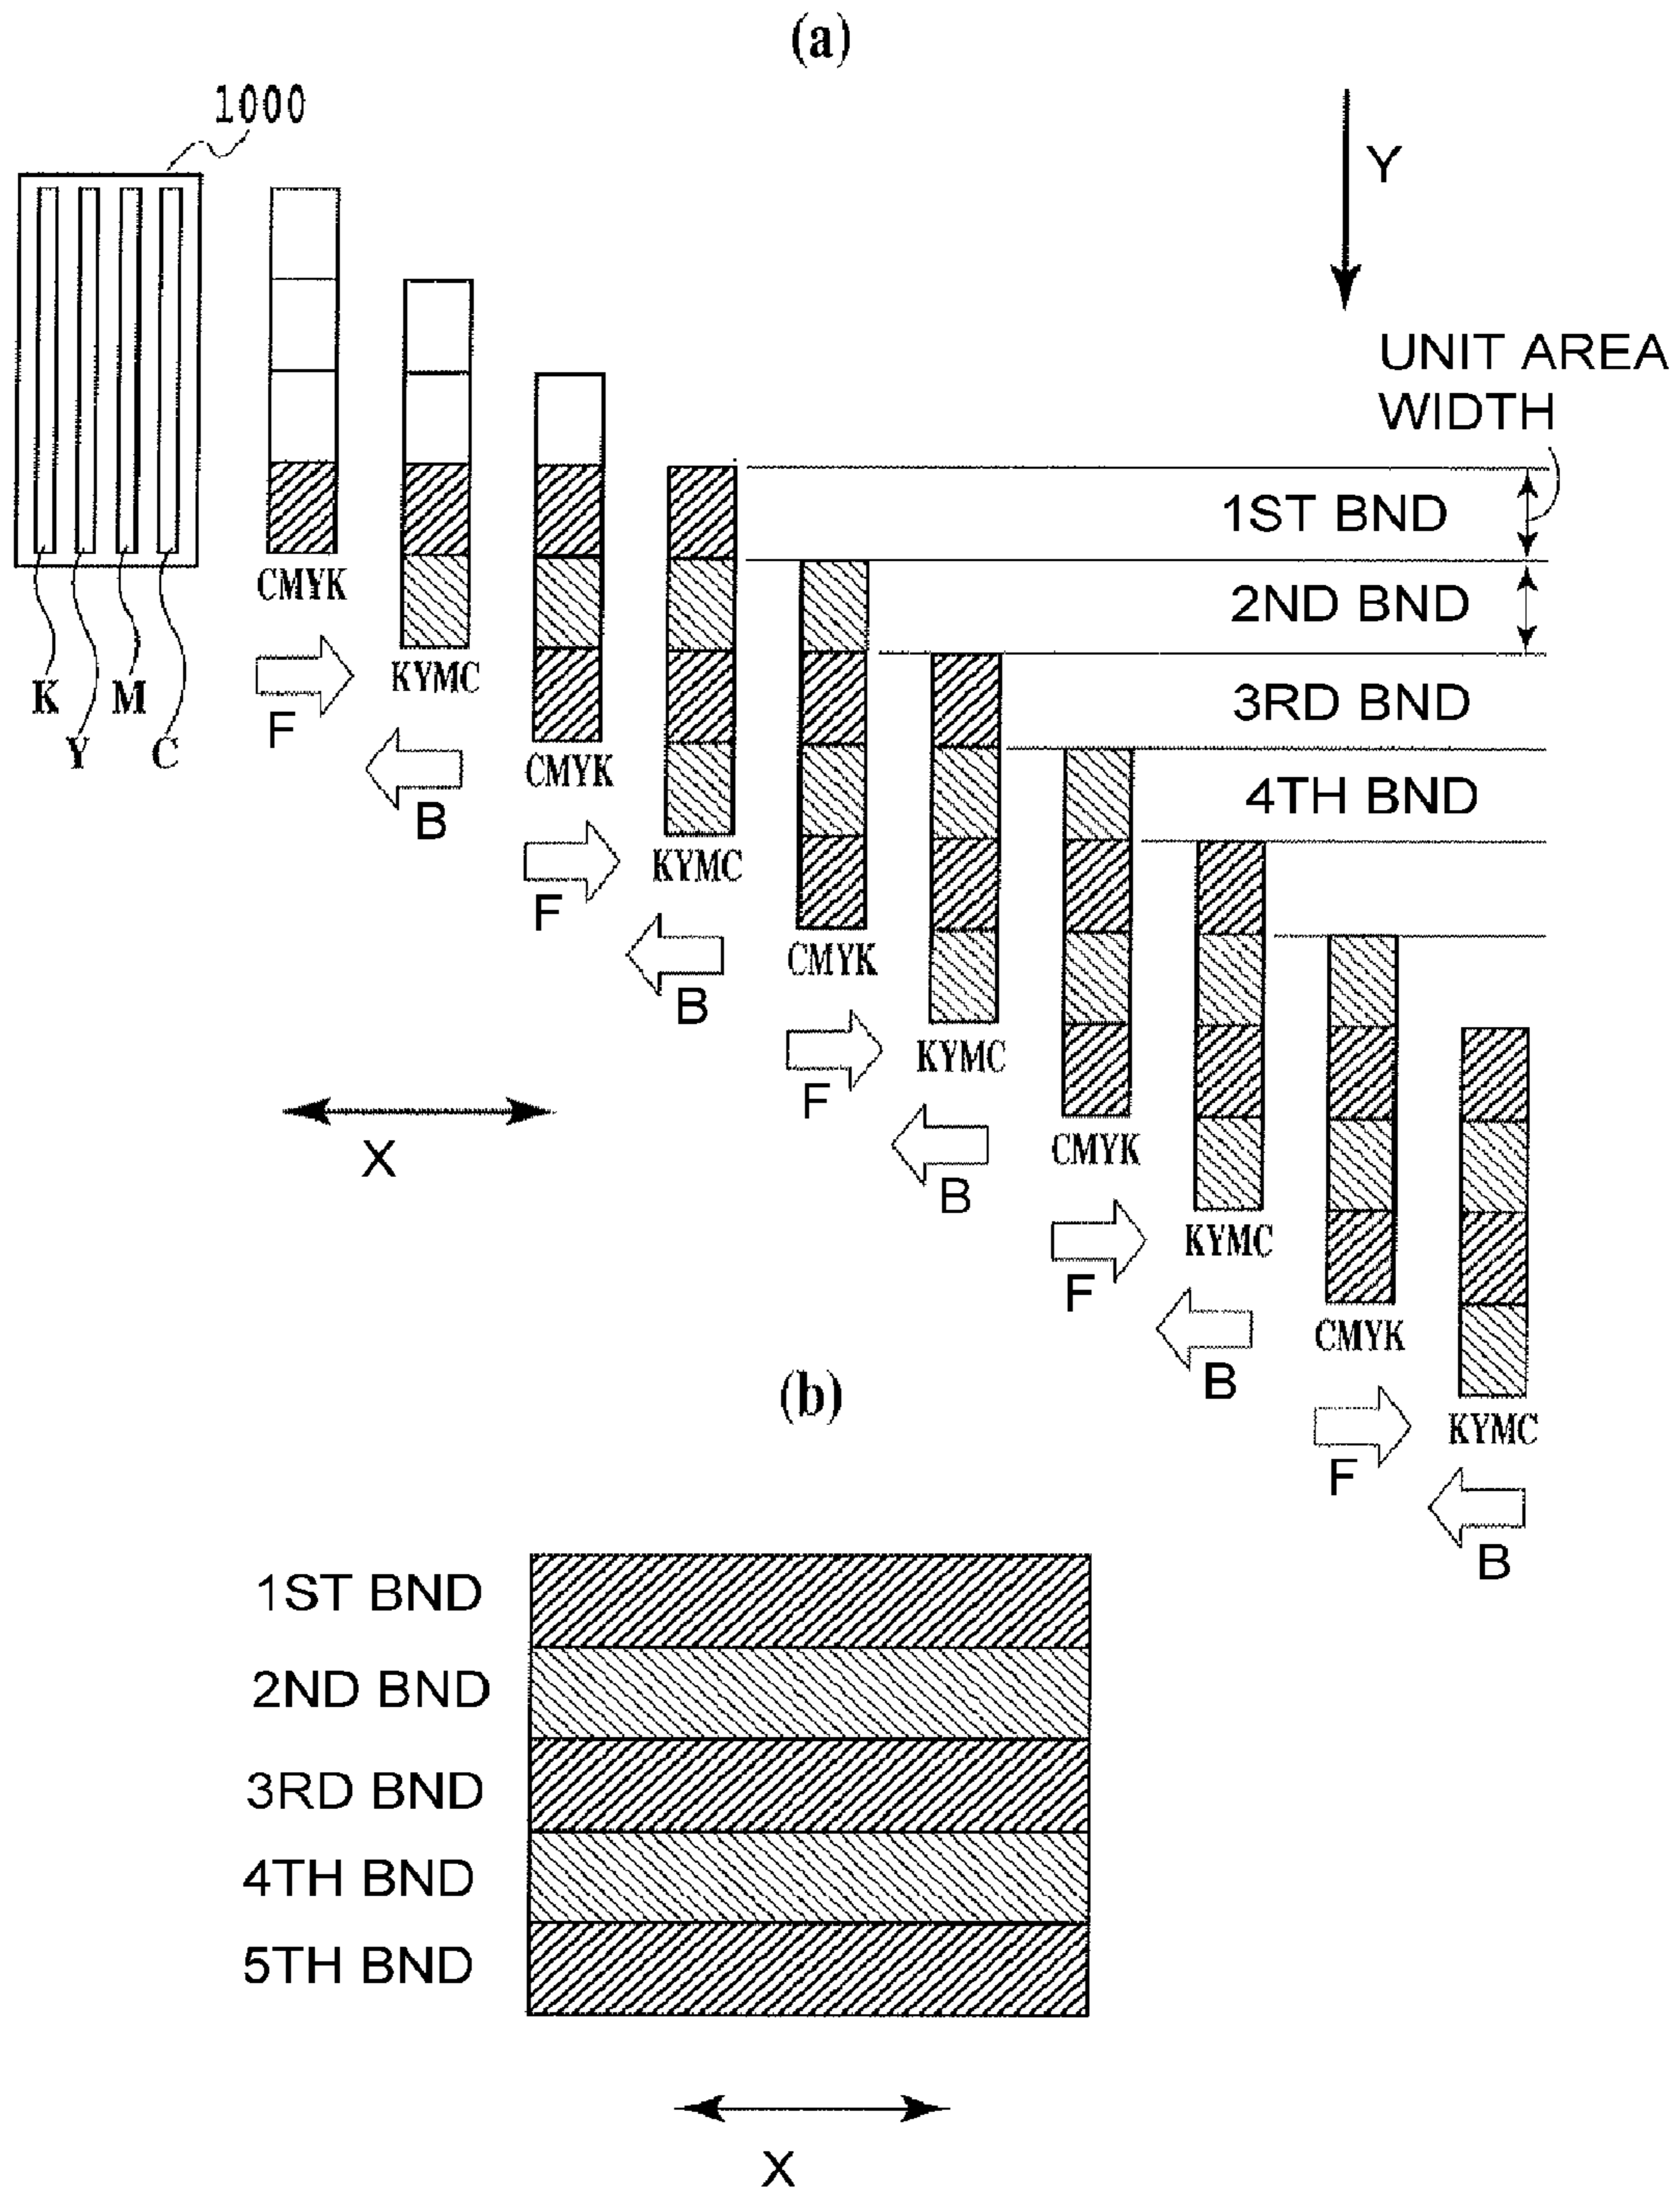 (a)
1000
Y
UNIT AREA
WIDTH
1ST BND
2ND BND
3RD BND
4TH BND
K
Y
M
C
CMYK
F
KYMC
B
CMYK
F
KYMC
B
CMYK
F
KYMC
B
CMYK
F
KYMC
B
CMYK
F
KYMC
B
X
(b)
1ST BND
2ND BND
3RD BND
4TH BND
5TH BND
X